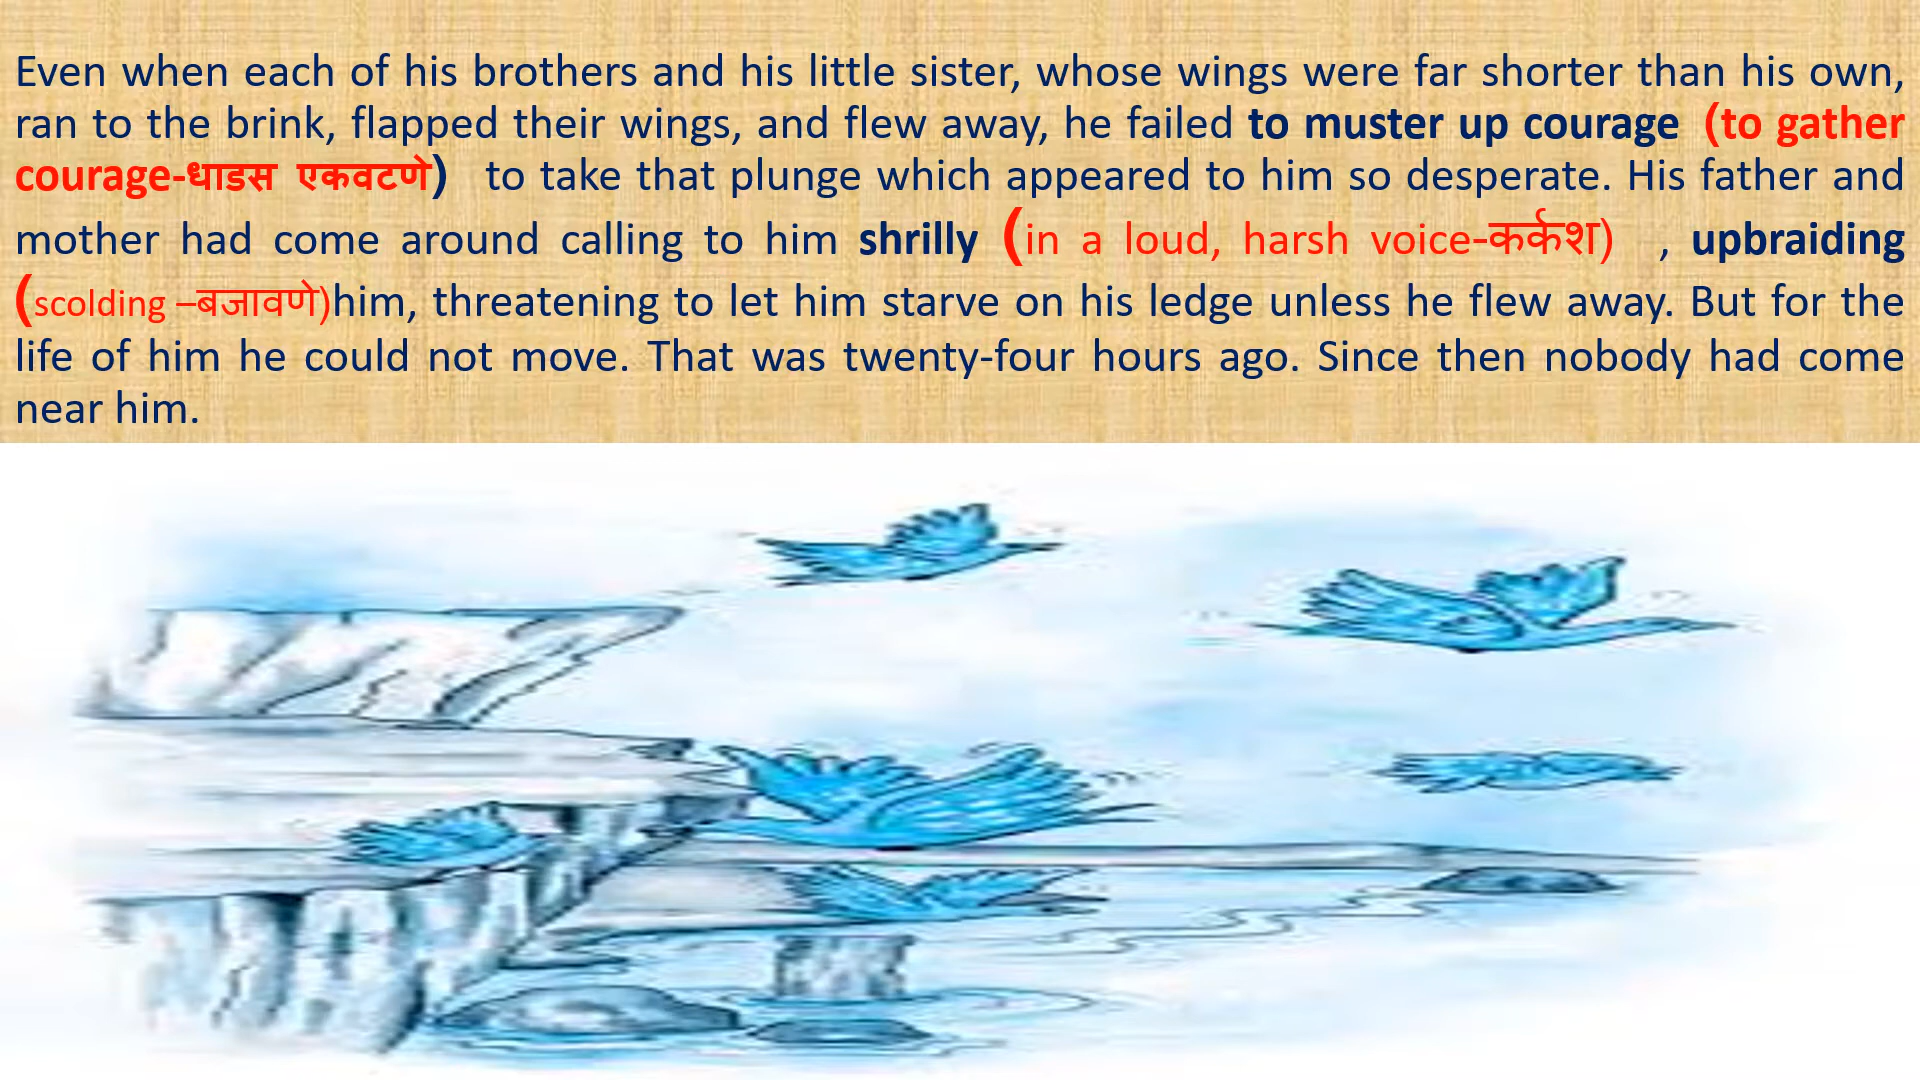 Even when each of his brothers and his little sister, whose wings were far shorter than his own,
ran to the brink, flapped their wings, and flew away, he failed to muster up courage (to gather
courage-धाडस एकवटणे) to take that plunge which appeared to him so desperate. His father and
mother had come around calling to him shrilly (in a loud, harsh voice-कर्कश) , upbraiding
(scolding –बजावणे)him, threatening to let him starve on his ledge unless he flew away. But for the
life of him he could not move. That was twenty-four hours ago. Since then nobody had come
near him.